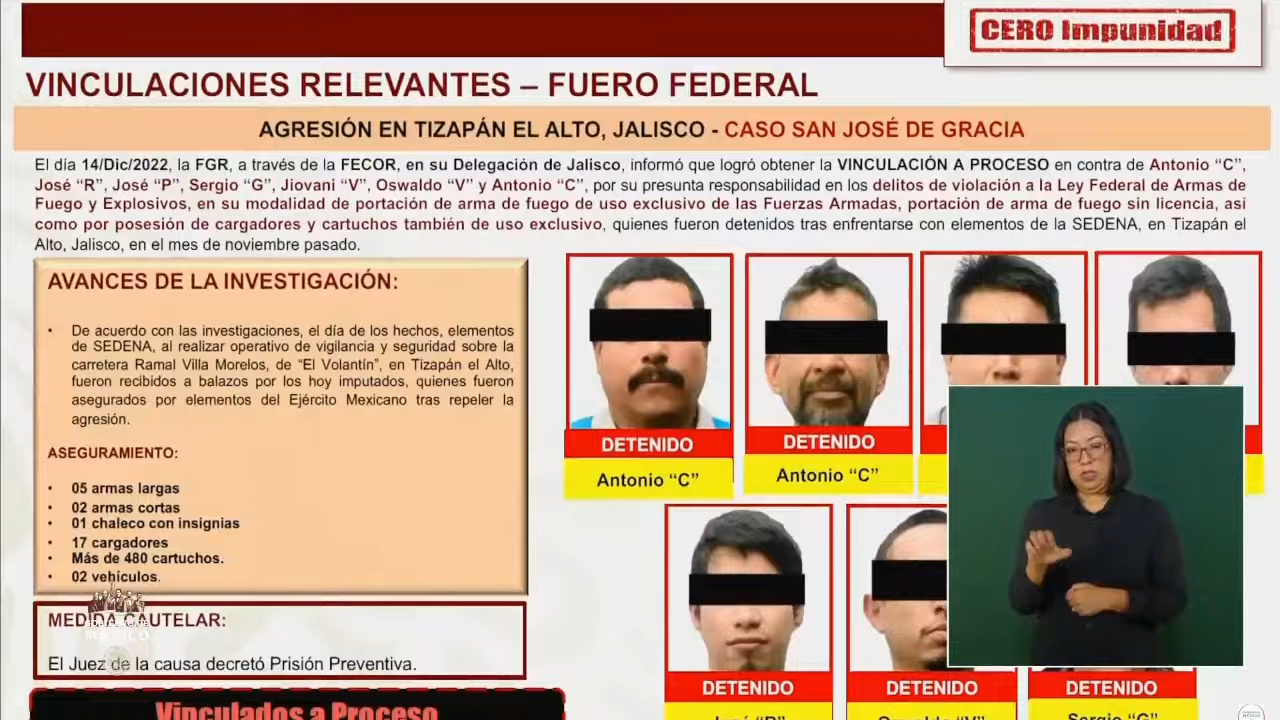 CERO Impunidad
VINCULACIONES RELEVANTES – FUERO FEDERAL
AGRESIÓN EN TIZAPÁN EL ALTO, JALISCO - CASO SAN JOSÉ DE GRACIA
El día 14/Dic/2022, la FGR, a través de la FECOR, en su Delegación de Jalisco, informó que logró obtener la VINCULACIÓN A PROCESO en contra de Antonio “C”,
José “R”, José “P”, Sergio “G”, Jiovani “V”, Oswaldo “V” y Antonio “C”, por su presunta responsabilidad en los delitos de violación a la Ley Federal de Armas de
Fuego y Explosivos, en su modalidad de portación de arma de fuego de uso exclusivo de las Fuerzas Armadas, portación de arma de fuego sin licencia, así
como por posesión de cargadores y cartuchos también de uso exclusivo, quienes fueron detenidos tras enfrentarse con elementos de la SEDENA, en Tizapán el
Alto, Jalisco, en el mes de noviembre pasado.
AVANCES DE LA INVESTIGACIÓN:
• De acuerdo con las investigaciones, el día de los hechos, elementos
de SEDENA, al realizar operativo de vigilancia y seguridad sobre la
carretera Ramal Villa Morelos, de “El Volantín”, en Tizapán el Alto,
fueron recibidos a balazos por los hoy imputados, quienes fueron
asegurados por elementos del Ejército Mexicano tras repeler la
agresión.
ASEGURAMIENTO:
• 05 armas largas
• 02 armas cortas
• 01 chaleco con insignias
• 17 cargadores
• Más de 480 cartuchos.
• 02 vehículos.
MEDIDA CAUTELAR:
El Juez de la causa decretó Prisión Preventiva.
Vinculados a Proceso
DETENIDO
Antonio “C”
DETENIDO
Antonio “C”
DETENIDO
José “R”
DETENIDO
Oswaldo “V”
DETENIDO
Sergio “G”
MÉXICO